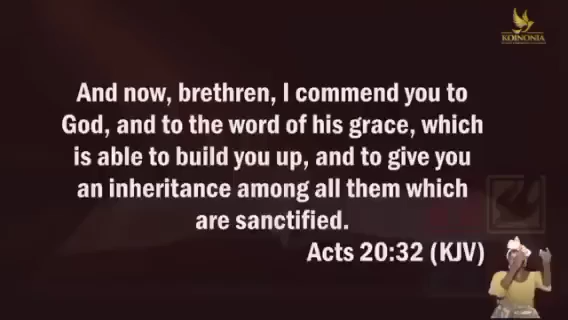 KOINONIA
And now, brethren, I commend you to
God, and to the word of his grace, which
is able to build you up, and to give you
an inheritance among all them which
are sanctified.
Acts 20:32 (KJV)